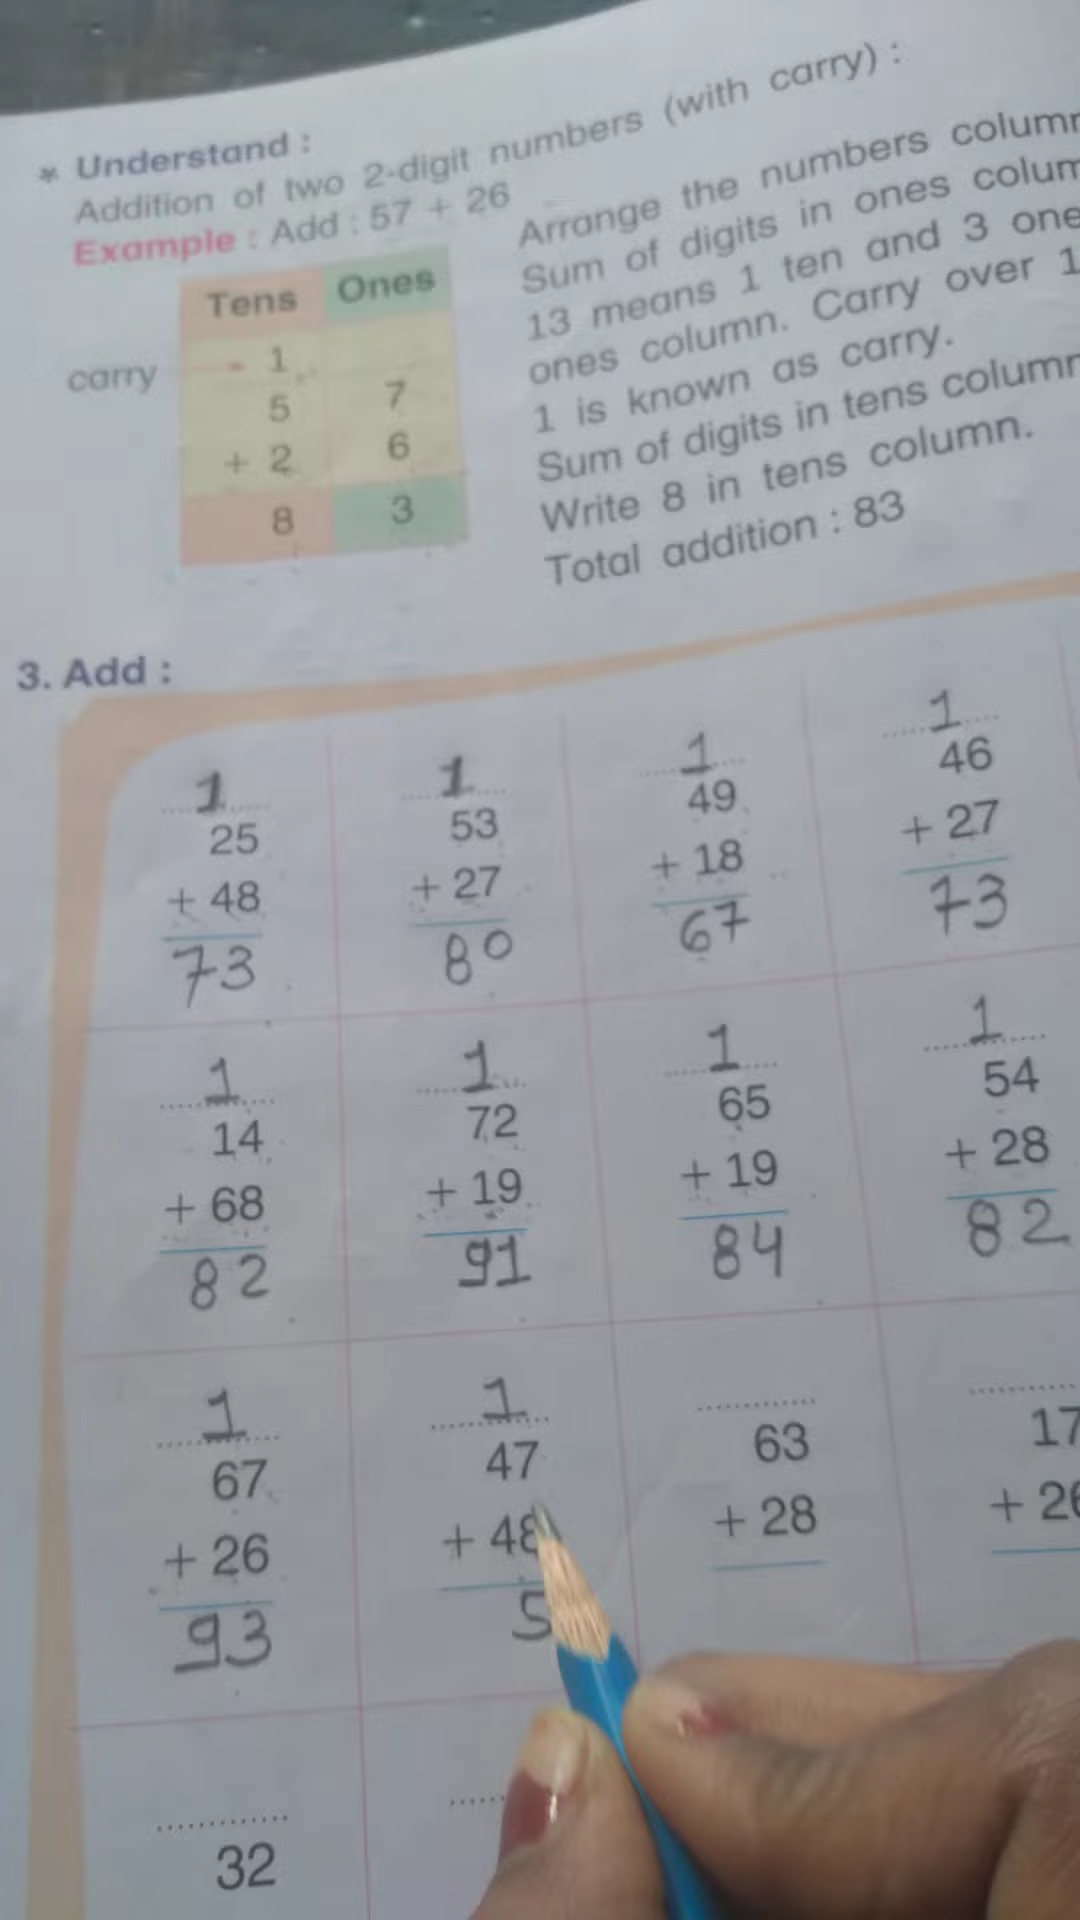 * Understand :
Addition of two 2-digit numbers (with carry) :
Example : Add : 57 + 26
Tens Ones
carry 1
5 7
+ 2 6
8 3
Arrange the numbers
Sum of digits in ones
13 means 1 ten and 3
ones column. Carry over 1
1 is known as carry.
Sum of digits in tens
Write 8 in tens column.
Total addition : 83
3. Add :
1 1 1 1
25 53 49 46
+ 48 + 27 + 18 + 27
73 80 67 73
1 1 1 1
14 72 65 54
+ 68 + 19 + 19 + 28
82 91 84 82
1 1
67 47 63 17
+ 26 + 48 + 28 + 26
93 5
32